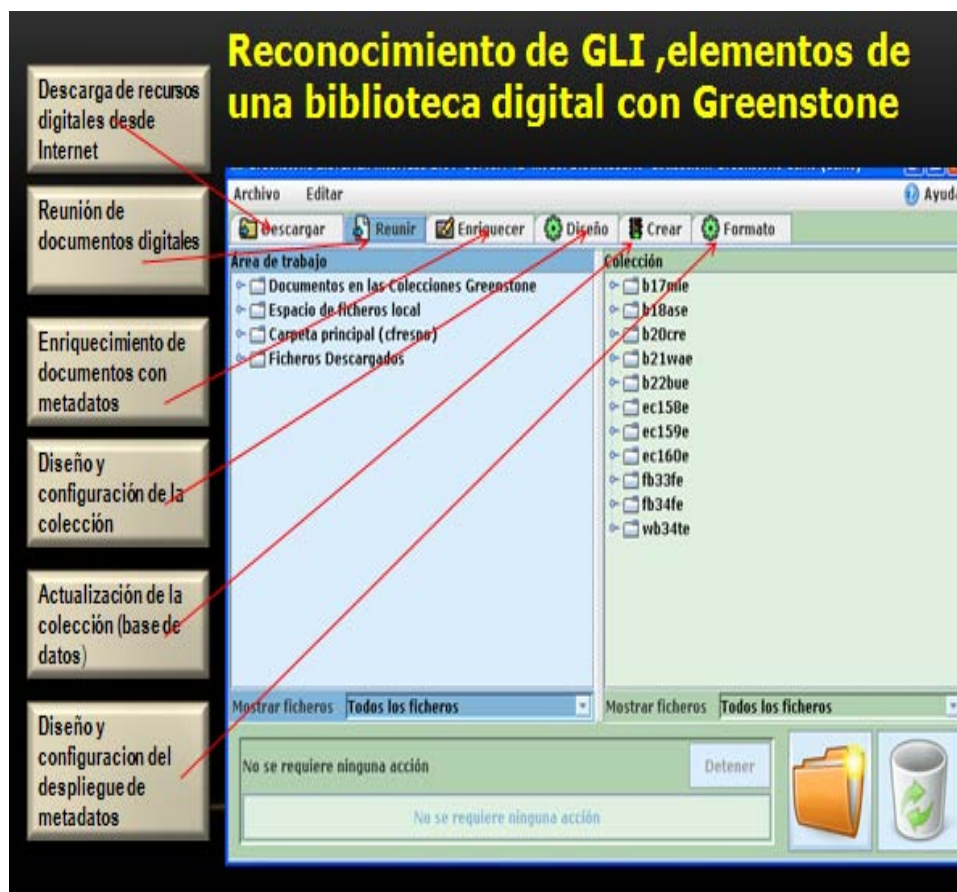 Reconocimiento de GLI ,elementos de
una biblioteca digital con Greenstone
Descarga de recursos
digitales desde
Internet
Reunión de
documentos digitales
Enriquecimiento de
documentos con
metadatos
Diseño y
configuración de la
colección
Actualización de la
colección (base de
datos)
Diseño y
configuracion del
despliegue de
metadatos
Archivo Editar Ayuda
Descargar Reunir Enriquecer Diseño Crear Formato
Área de trabajo
Documentos en las Colecciones Greenstone
Espacio de ficheros local
Carpeta principal (cfrespo)
Ficheros Descargados
Colección
b17mie
b18ase
b20cre
b21wae
b22bue
ec158e
ec159e
ec160e
fb33fe
fb34fe
wb34te
Mostrar ficheros Todos los ficheros
Mostrar ficheros Todos los ficheros
No se requiere ninguna acción
Detener
No se requiere ninguna acción